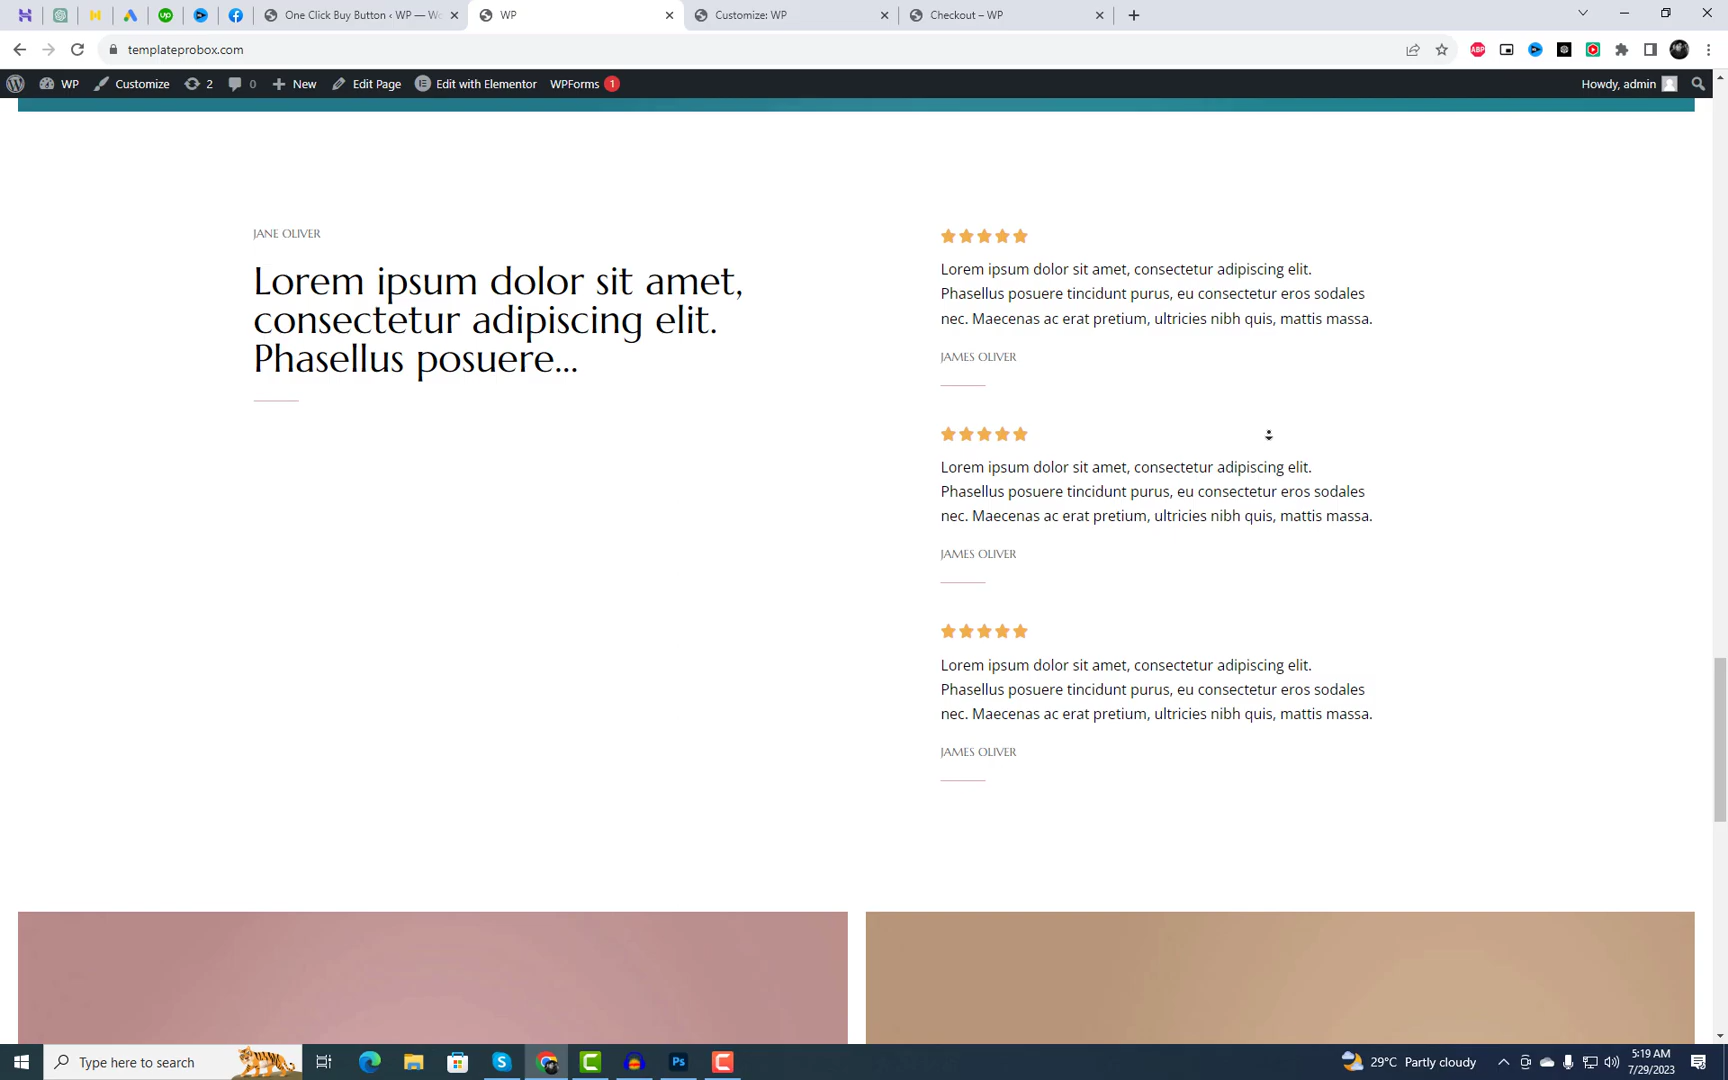 One Click Buy Button ‹ WP — Wo
WP
Customize: WP
Checkout – WP
templateprobox.com
ABP
WP
Customize
2
0
New
Edit Page
Edit with Elementor
WPForms 1
Howdy, admin
JANE OLIVER
Lorem ipsum dolor sit amet,
consectetur adipiscing elit.
Phasellus posuere...
Lorem ipsum dolor sit amet, consectetur adipiscing elit.
Phasellus posuere tincidunt purus, eu consectetur eros sodales
nec. Maecenas ac erat pretium, ultricies nibh quis, mattis massa.
JAMES OLIVER
Lorem ipsum dolor sit amet, consectetur adipiscing elit.
Phasellus posuere tincidunt purus, eu consectetur eros sodales
nec. Maecenas ac erat pretium, ultricies nibh quis, mattis massa.
JAMES OLIVER
Lorem ipsum dolor sit amet, consectetur adipiscing elit.
Phasellus posuere tincidunt purus, eu consectetur eros sodales
nec. Maecenas ac erat pretium, ultricies nibh quis, mattis massa.
JAMES OLIVER
Type here to search
Ps
29°C Partly cloudy
5:19 AM
7/29/2023